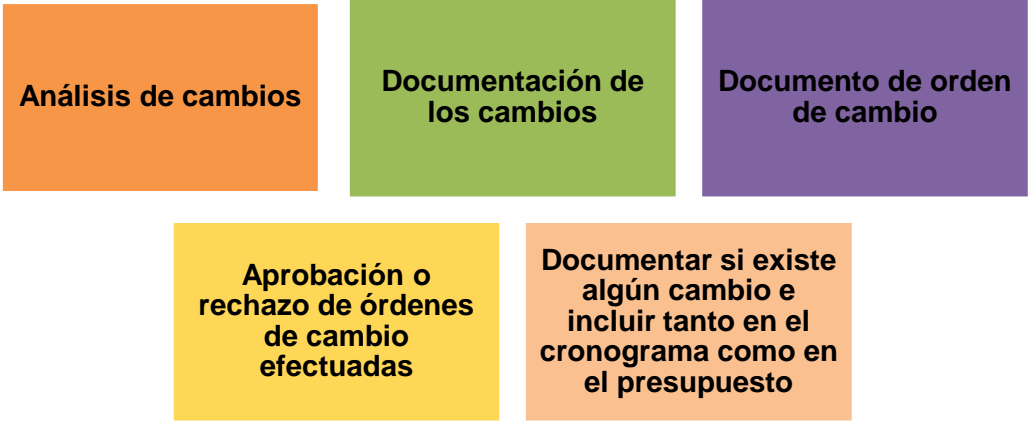 Análisis de cambios
Documentación de
los cambios
Documento de orden
de cambio
Aprobación o
rechazo de órdenes
de cambio
efectuadas
Documentar si existe
algún cambio e
incluir tanto en el
cronograma como en
el presupuesto